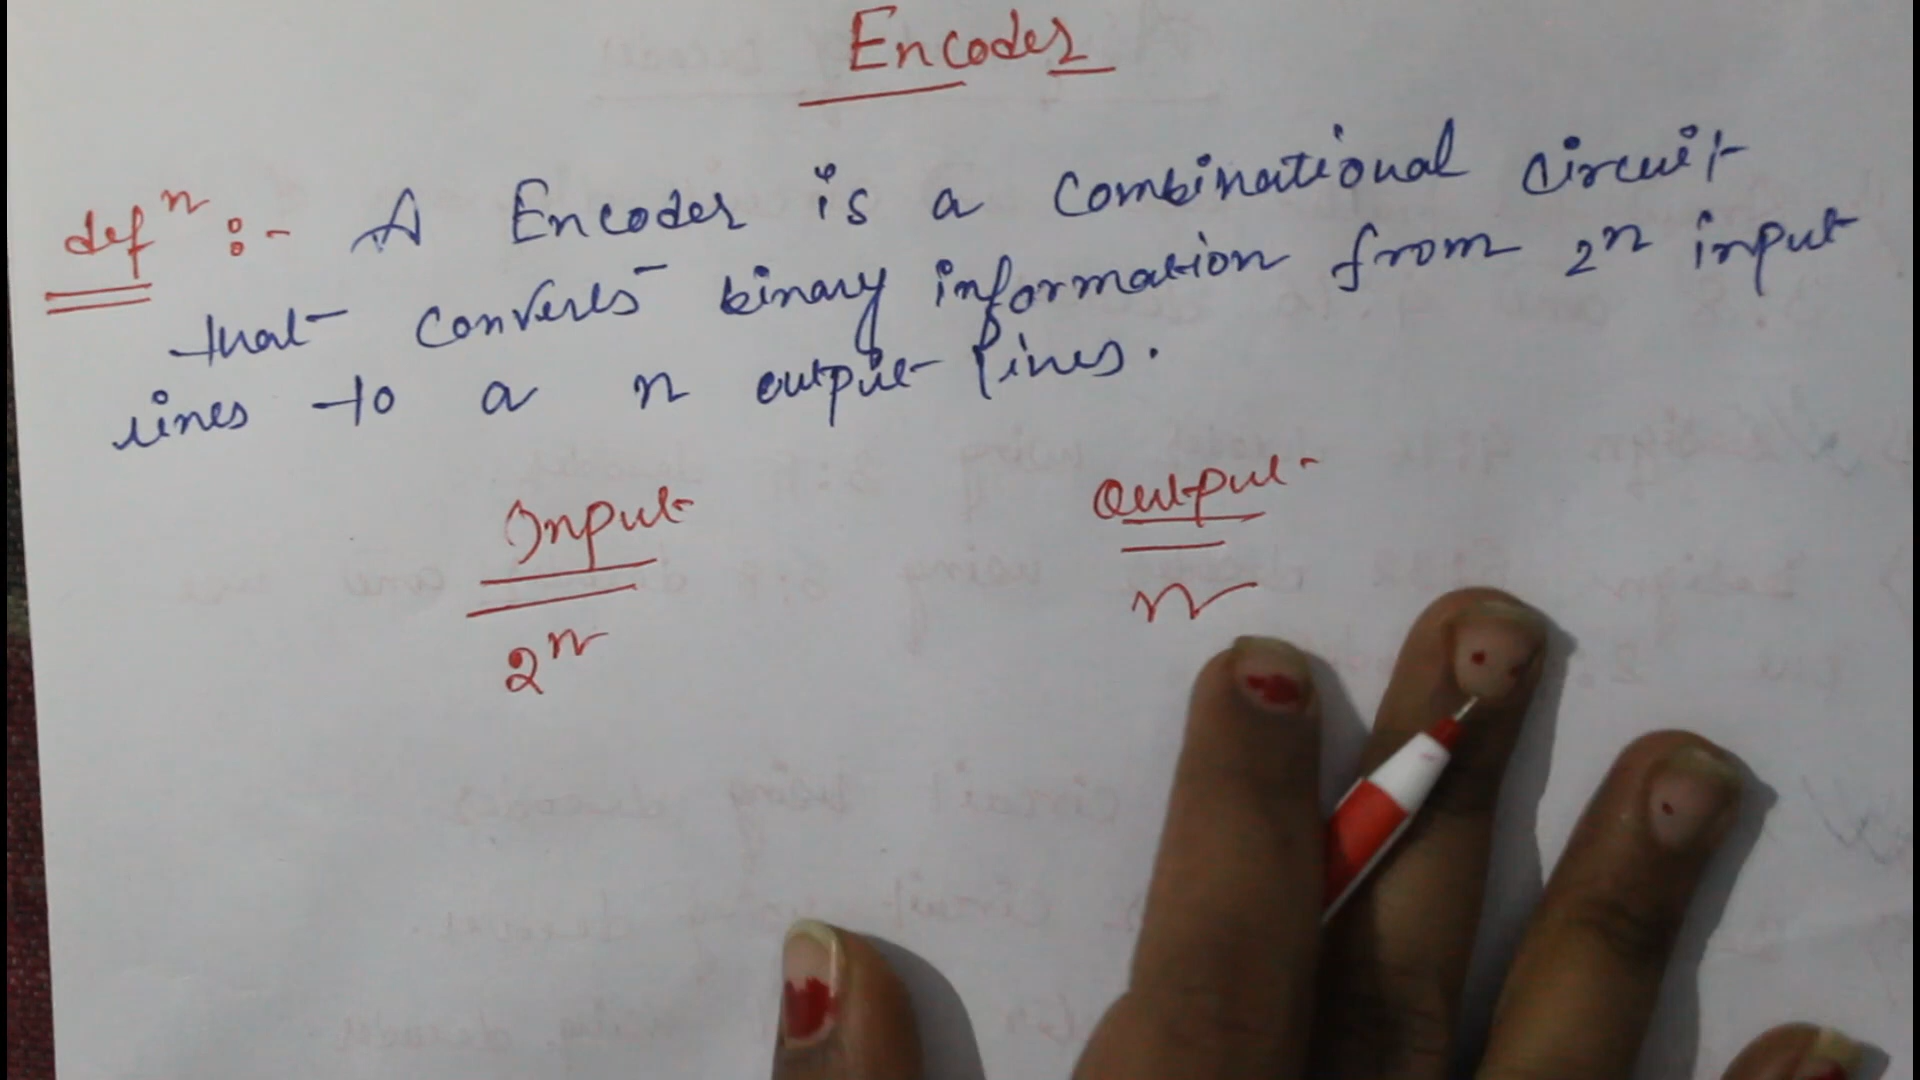 Encoder
defⁿ :- A Encoder is a combinational circuit
that converts binary information from 2ⁿ input
lines to a n output lines.
Input Output
2ⁿ n